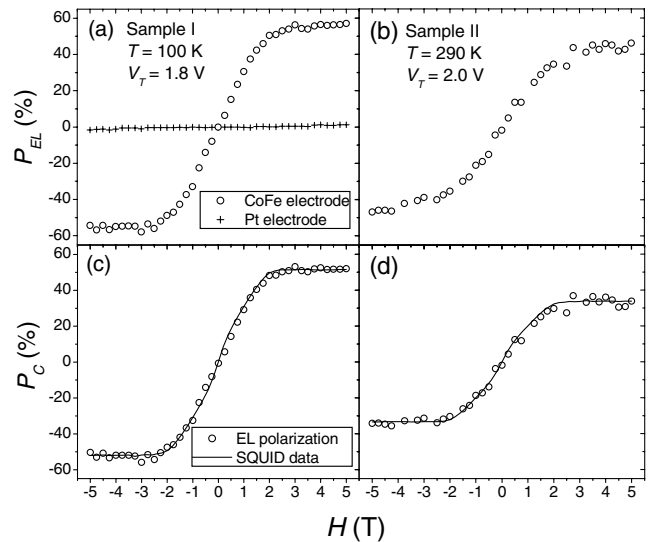 (a)
Sample I
T = 100 K
V_T = 1.8 V
(b)
Sample II
T = 290 K
V_T = 2.0 V
P_EL (%)
60
40
20
0
-20
-40
-60
CoFe electrode
Pt electrode
(c)
(d)
P_C (%)
60
40
20
0
-20
-40
-60
EL polarization
SQUID data
-5 -4 -3 -2 -1 0 1 2 3 4 5
-5 -4 -3 -2 -1 0 1 2 3 4 5
H (T)